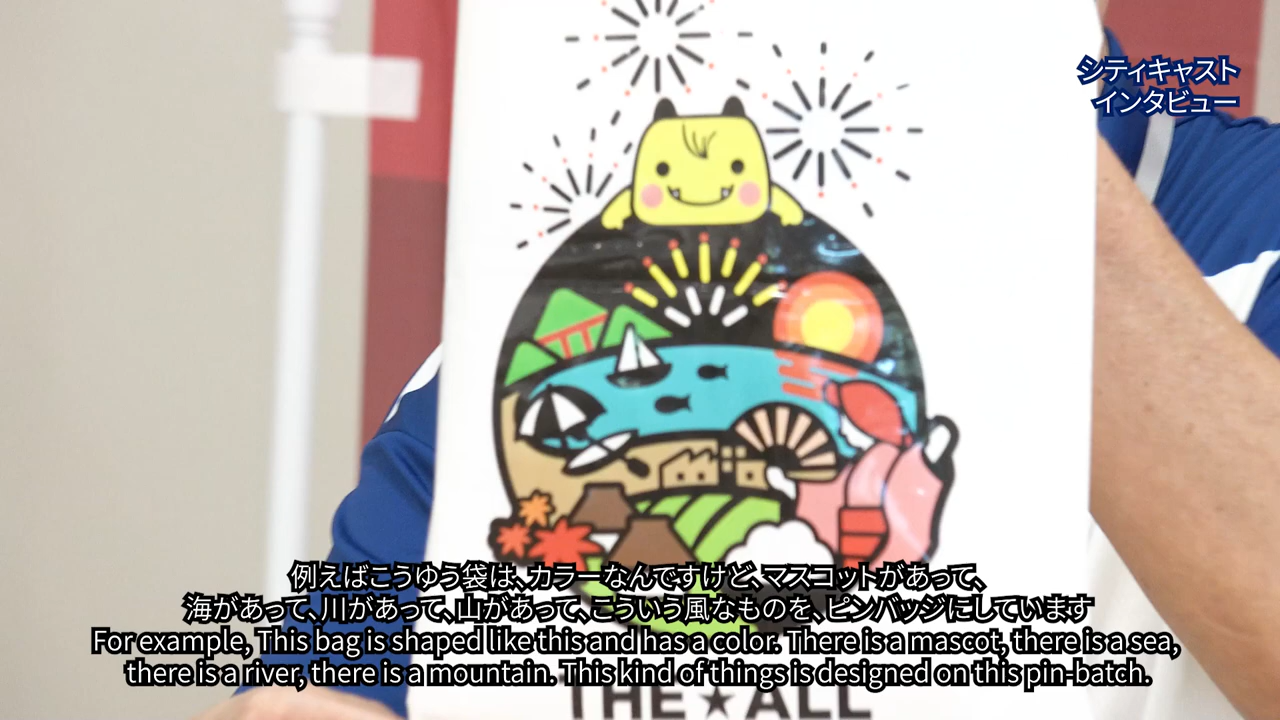 シティキャスト
インタビュー
例えばこうゆう袋は、カラーなんですけど、マスコットがあって、
海があって、川があって、山があって、こういう風なものを、ピンバッジにしています
For example, This bag is shaped like this and has a color. There is a mascot, there is a sea,
there is a river, there is a mountain. This kind of things is designed on this pin-batch.
THE★ALL